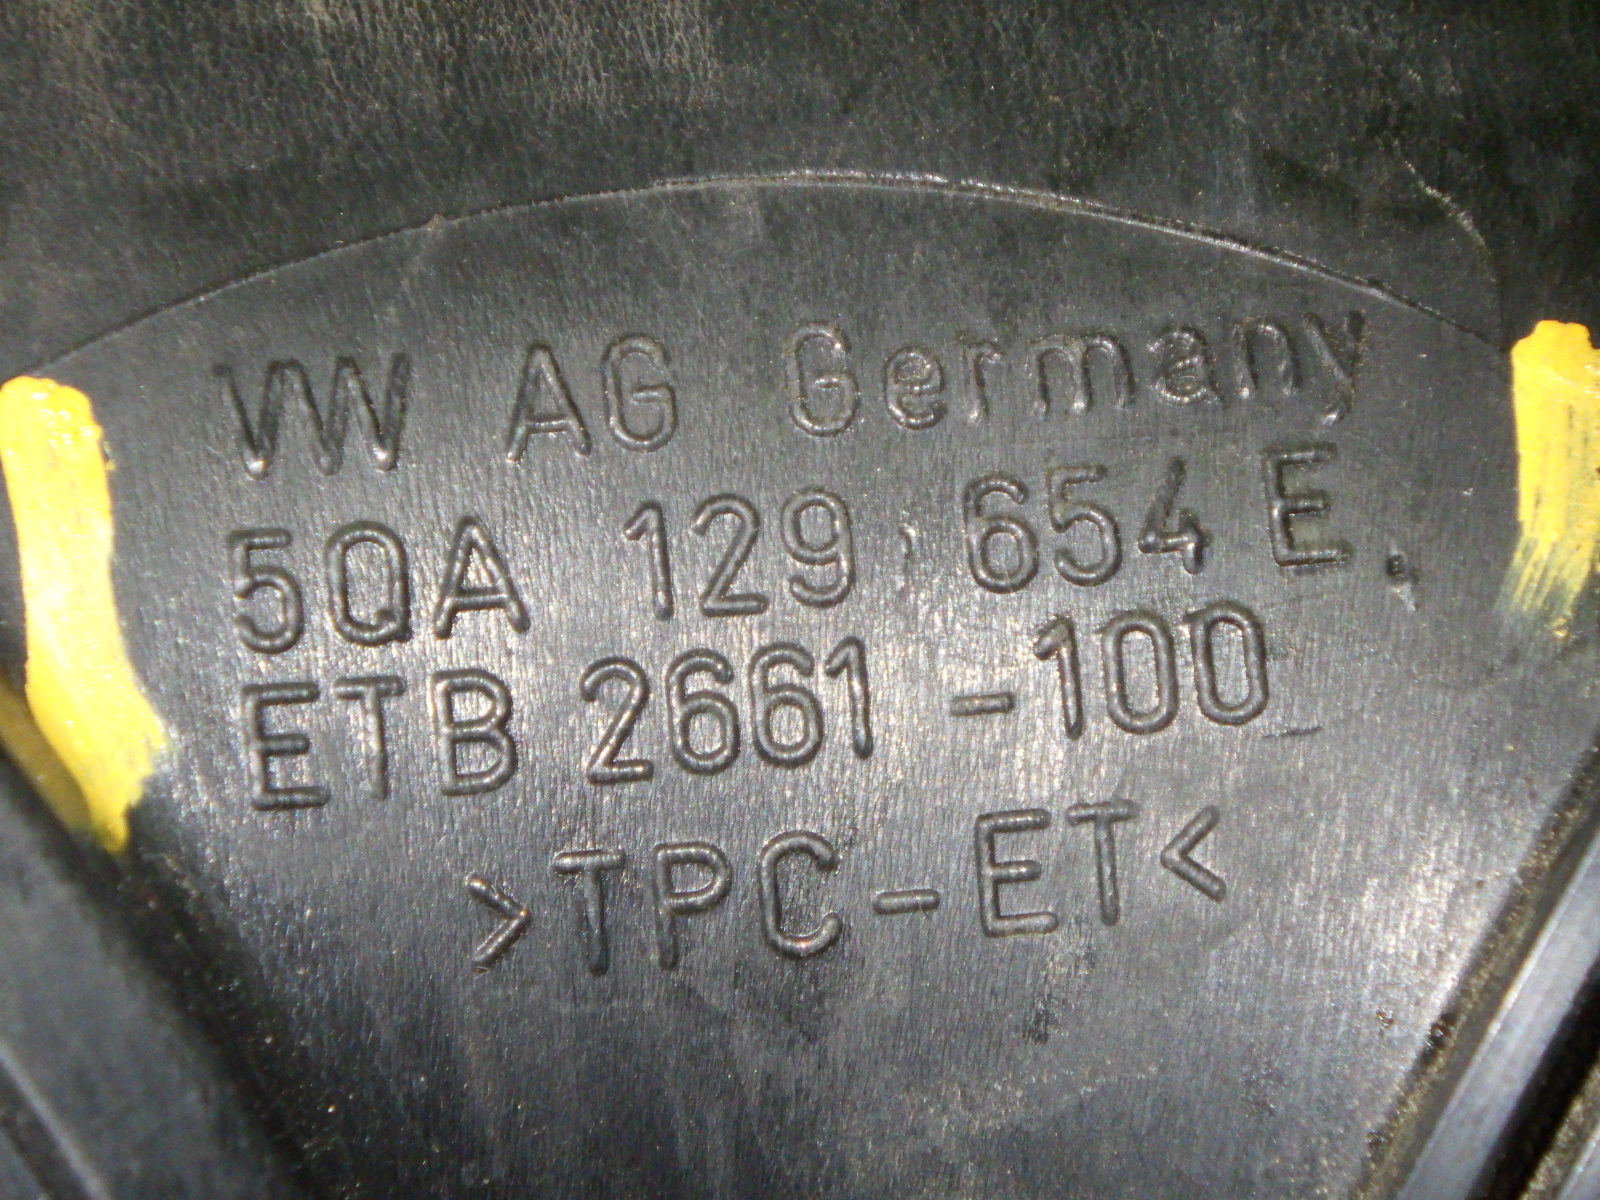 VW AG Germany
5QA 129 654 E
ETB 2661-100
>TPC-ET<